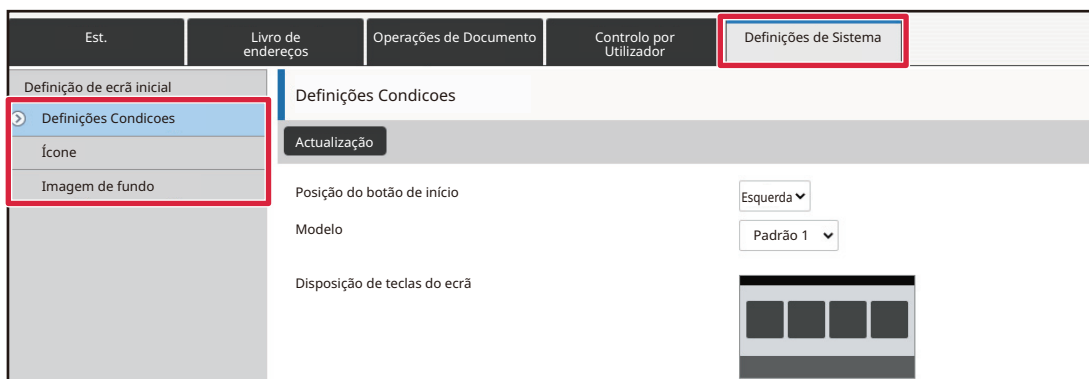 Est.
Livro de
endereços
Operações de Documento
Controlo por
Utilizador
Definições de Sistema
Definição de ecrã inicial
Definições Condicoes
Ícone
Imagem de fundo
Definições Condicoes
Actualização
Posição do botão de início
Esquerda
Modelo
Padrão 1
Disposição de teclas do ecrã